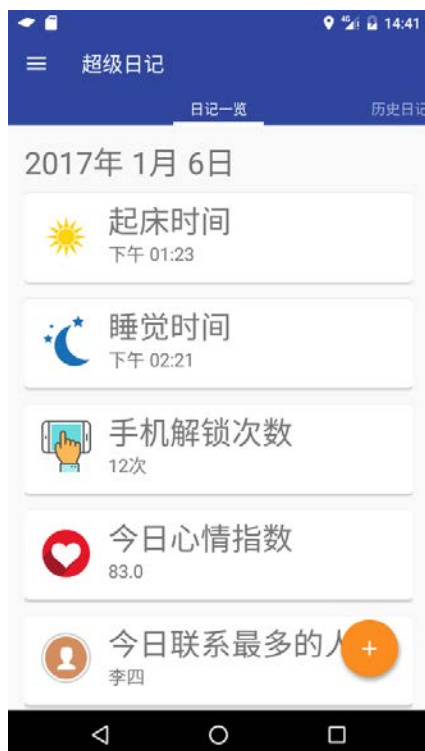 4G 14:41
超级日记
日记一览 历史日记
2017年 1月 6日
起床时间
下午 01:23
睡觉时间
下午 02:21
手机解锁次数
12次
今日心情指数
83.0
今日联系最多的人
李四